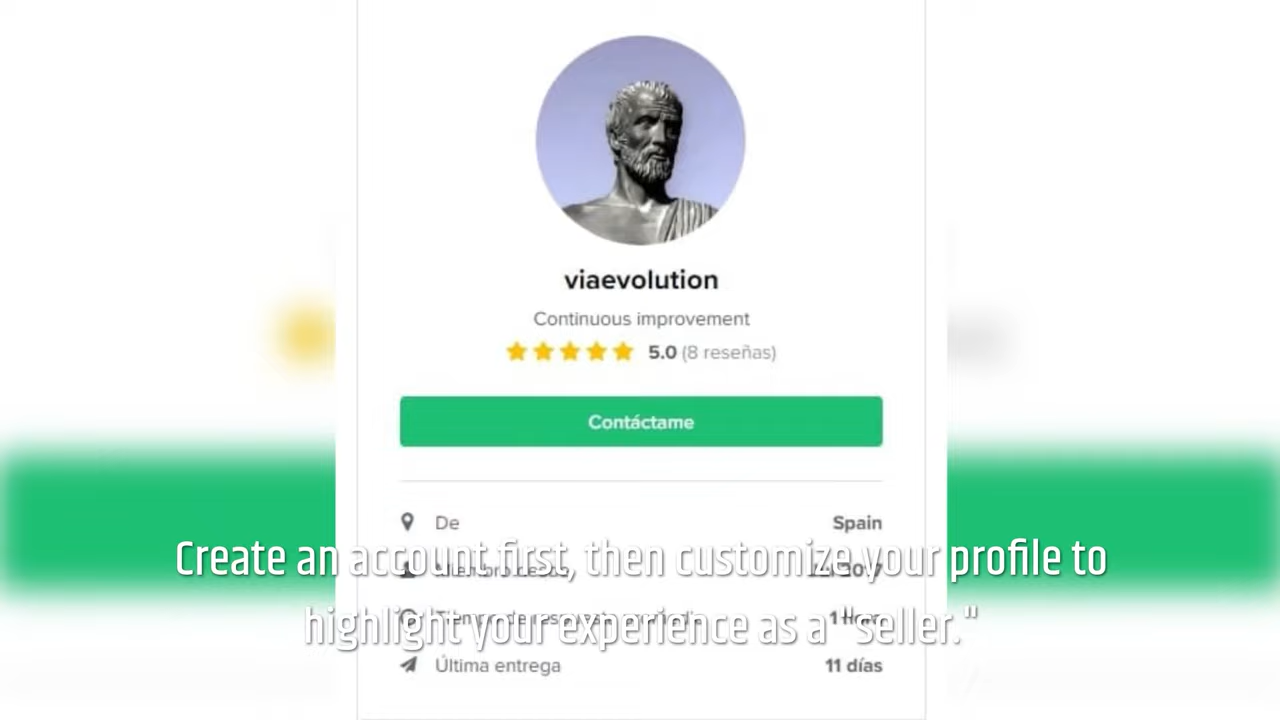 viaevolution
Continuous improvement
5.0 (8 reseñas)
Contáctame
De Spain
Create an account first, then customize your profile to
highlight your experience as a "seller."
Última entrega 11 días